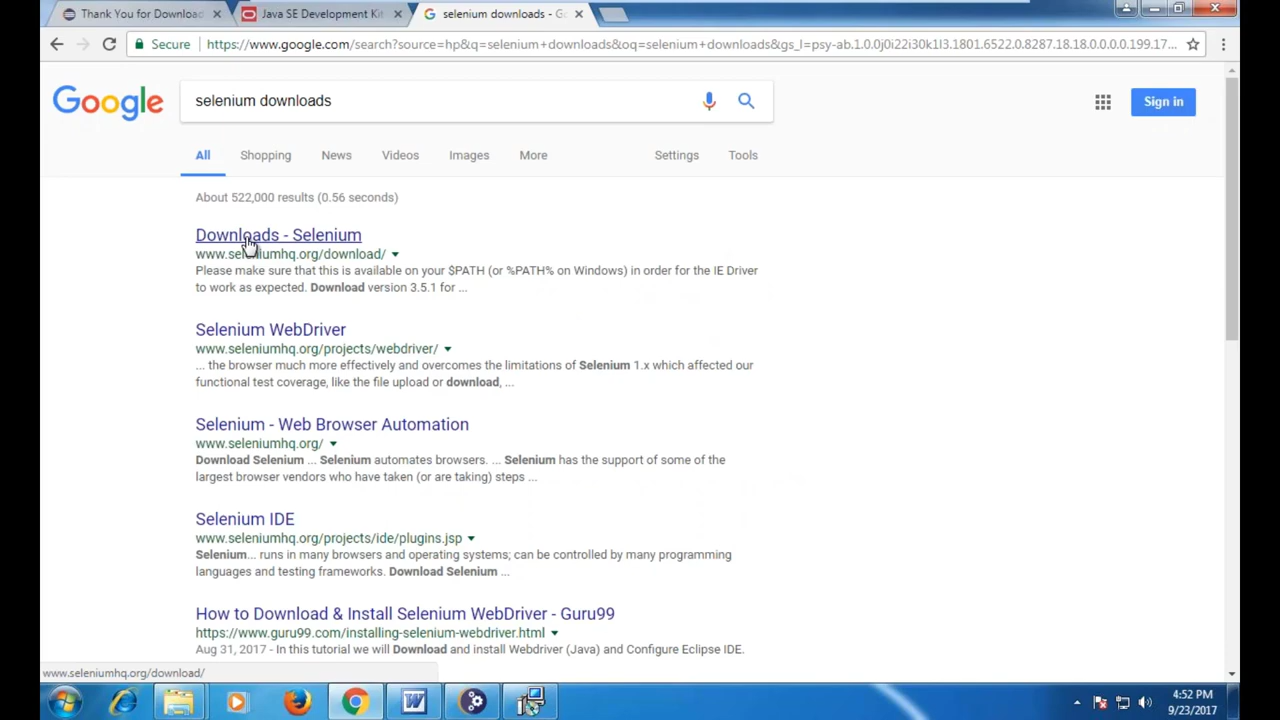 Thank You for Download
Java SE Development Kit
selenium downloads - Go
Secure
https://www.google.com/search?source=hp&q=selenium+downloads&oq=selenium+downloads&gs_l=psy-ab.1.0.0j0i22i30k1l3.1801.6522.0.8287.18.18.0.0.0.0.199.17...
Google
selenium downloads
Sign in
All Shopping News Videos Images More Settings Tools
About 522,000 results (0.56 seconds)
Downloads - Selenium
www.seleniumhq.org/download/
Please make sure that this is available on your $PATH (or %PATH% on Windows) in order for the IE Driver
to work as expected. Download version 3.5.1 for ...
Selenium WebDriver
www.seleniumhq.org/projects/webdriver/
... the browser much more effectively and overcomes the limitations of Selenium 1.x which affected our
functional test coverage, like the file upload or download, ...
Selenium - Web Browser Automation
www.seleniumhq.org/
Download Selenium ... Selenium automates browsers. ... Selenium has the support of some of the
largest browser vendors who have taken (or are taking) steps ...
Selenium IDE
www.seleniumhq.org/projects/ide/plugins.jsp
Selenium... runs in many browsers and operating systems; can be controlled by many programming
languages and testing frameworks. Download Selenium ...
How to Download & Install Selenium WebDriver - Guru99
https://www.guru99.com/installing-selenium-webdriver.html
Aug 31, 2017 - In this tutorial we will Download and install Webdriver (Java) and Configure Eclipse IDE.
www.seleniumhq.org/download/
4:52 PM
9/23/2017